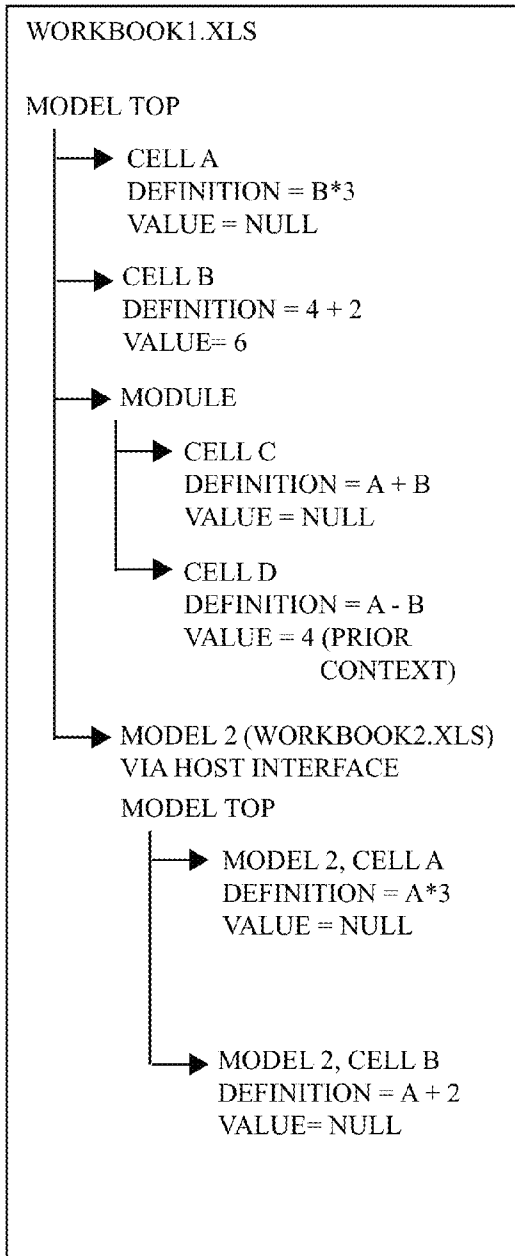 WORKBOOK1.XLS
MODEL TOP
CELL A
DEFINITION = B*3
VALUE = NULL
CELL B
DEFINITION = 4 + 2
VALUE= 6
MODULE
CELL C
DEFINITION = A + B
VALUE = NULL
CELL D
DEFINITION = A - B
VALUE = 4 (PRIOR
CONTEXT)
MODEL 2 (WORKBOOK2.XLS)
VIA HOST INTERFACE
MODEL TOP
MODEL 2, CELL A
DEFINITION = A*3
VALUE = NULL
MODEL 2, CELL B
DEFINITION = A + 2
VALUE= NULL